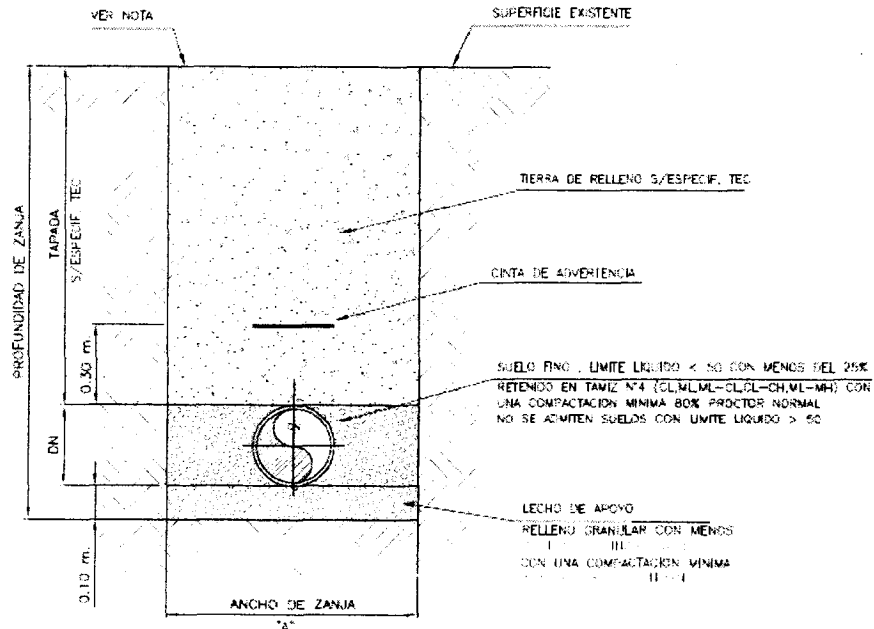 VER NOTA
SUPERFICIE EXISTENTE
PROFUNDIDAD DE ZANJA
TAPADA
S/ESPECIF. TEC
TIERRA DE RELLENO S/ESPECIF. TEC
CINTA DE ADVERTENCIA
0.30 m.
SUELO FINO . LIMITE LIQUIDO < 50 CON MENOS DEL 25%
RETENIDO EN TAMIZ N°4 (CL,ML,ML-CL,CL-CH,ML-MH) CON
UNA COMPACTACION MINIMA 80% PROCTOR NORMAL
NO SE ADMITEN SUELOS CON LIMITE LIQUIDO > 50
DN
LECHO DE APOYO
RELLENO GRANULAR CON MENOS
CON UNA COMPACTACION MINIMA
0.10 m.
ANCHO DE ZANJA
"A"